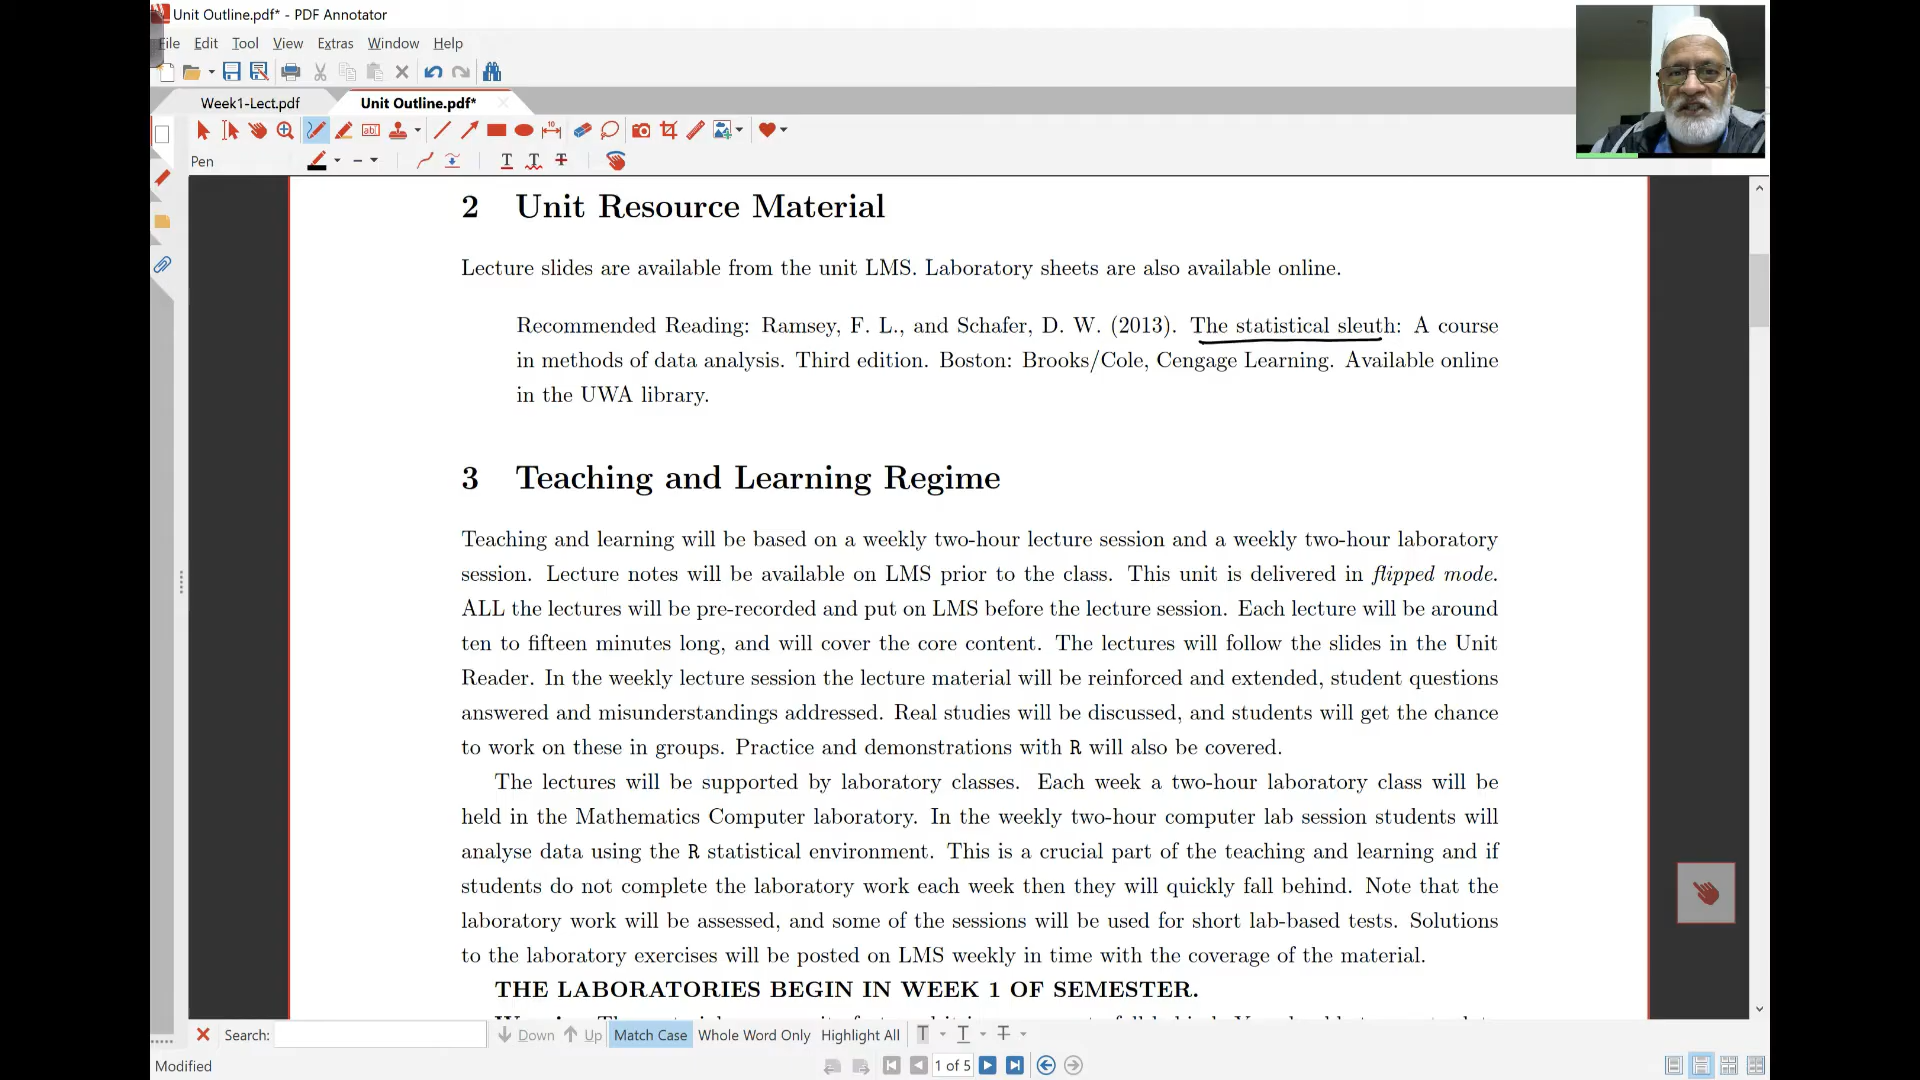 Unit Outline.pdf* - PDF Annotator
File Edit Tool View Extras Window Help
Week1-Lect.pdf Unit Outline.pdf*
Pen
2 Unit Resource Material
Lecture slides are available from the unit LMS. Laboratory sheets are also available online.
Recommended Reading: Ramsey, F. L., and Schafer, D. W. (2013). The statistical sleuth: A course
in methods of data analysis. Third edition. Boston: Brooks/Cole, Cengage Learning. Available online
in the UWA library.
3 Teaching and Learning Regime
Teaching and learning will be based on a weekly two-hour lecture session and a weekly two-hour laboratory
session. Lecture notes will be available on LMS prior to the class. This unit is delivered in flipped mode.
ALL the lectures will be pre-recorded and put on LMS before the lecture session. Each lecture will be around
ten to fifteen minutes long, and will cover the core content. The lectures will follow the slides in the Unit
Reader. In the weekly lecture session the lecture material will be reinforced and extended, student questions
answered and misunderstandings addressed. Real studies will be discussed, and students will get the chance
to work on these in groups. Practice and demonstrations with R will also be covered.
The lectures will be supported by laboratory classes. Each week a two-hour laboratory class will be
held in the Mathematics Computer laboratory. In the weekly two-hour computer lab session students will
analyse data using the R statistical environment. This is a crucial part of the teaching and learning and if
students do not complete the laboratory work each week then they will quickly fall behind. Note that the
laboratory work will be assessed, and some of the sessions will be used for short lab-based tests. Solutions
to the laboratory exercises will be posted on LMS weekly in time with the coverage of the material.
THE LABORATORIES BEGIN IN WEEK 1 OF SEMESTER.
Search: Down Up Match Case Whole Word Only Highlight All
Modified 1 of 5